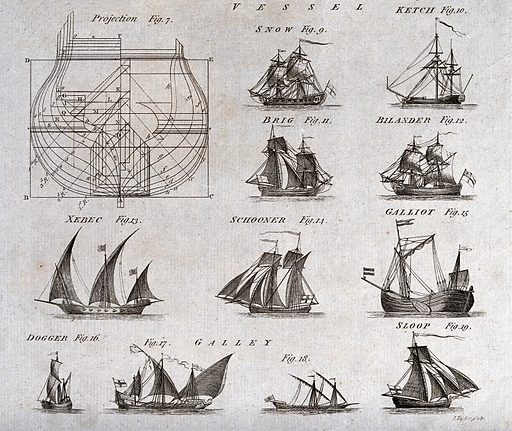 VESSEL
Projection Fig. 7.
SNOW Fig. 9.
KETCH Fig. 10.
D
E
B
C
BRIG Fig. 11.
BILANDER Fig. 12.
XEBEC Fig. 13.
SCHOONER Fig. 14.
GALLIOT Fig. 15
DOGGER Fig. 16.
Fig. 17. GALLEY
Fig. 18.
SLOOP Fig. 19.